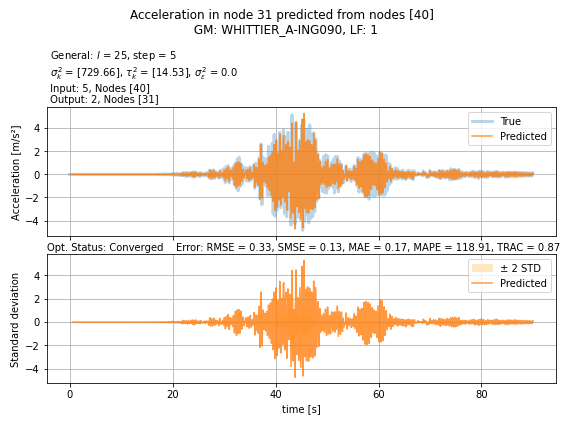 Acceleration in node 31 predicted from nodes [40]
GM: WHITTIER_A-ING090, LF: 1
General: l = 25, step = 5
σ²ₖ = [729.66], τ²ₖ = [14.53], σ²ε = 0.0
Input: 5, Nodes [40]
Output: 2, Nodes [31]
Acceleration [m/s²]
4
2
0
−2
−4
True
Predicted
Opt. Status: Converged Error: RMSE = 0.33, SMSE = 0.13, MAE = 0.17, MAPE = 118.91, TRAC = 0.87
Standard deviation
4
2
0
−2
−4
± 2 STD
Predicted
0 20 40 60 80
time [s]